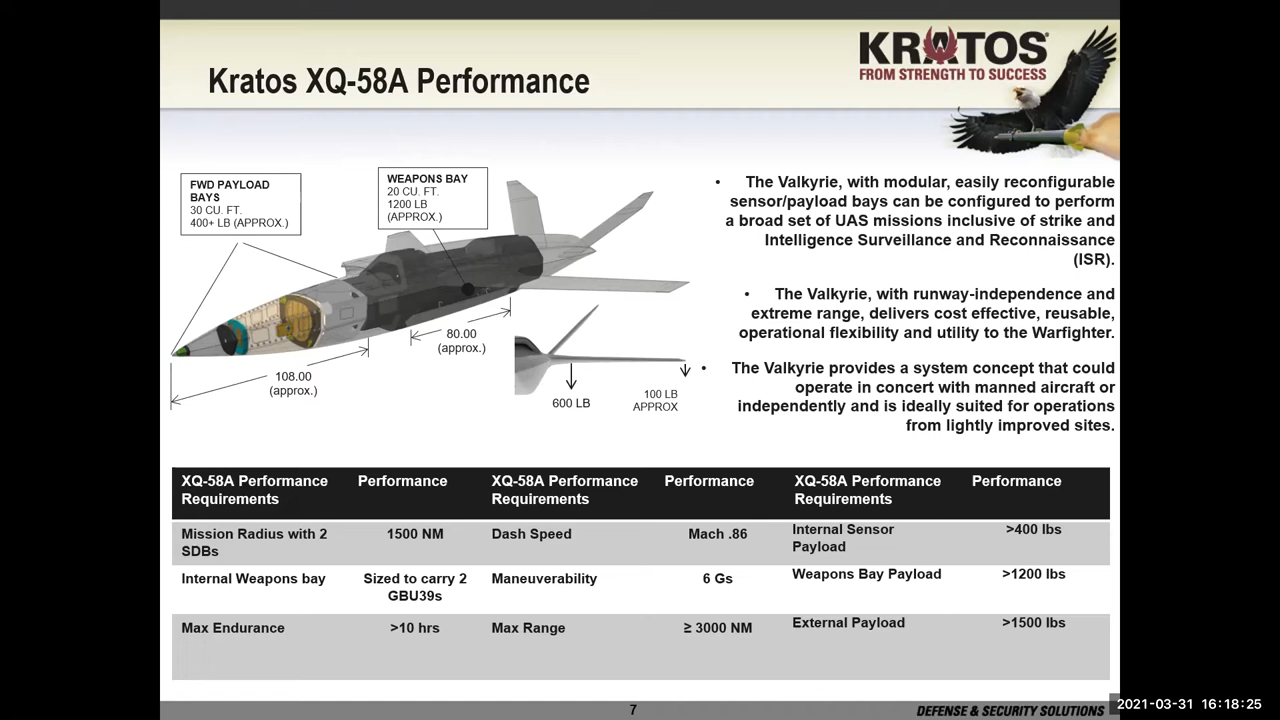 Kratos XQ-58A Performance
KRATOS
FROM STRENGTH TO SUCCESS
FWD PAYLOAD
BAYS
30 CU. FT.
400+ LB (APPROX.)
WEAPONS BAY
20 CU. FT.
1200 LB
(APPROX.)
80.00
(approx.)
108.00
(approx.)
600 LB
100 LB
APPROX
• The Valkyrie, with modular, easily reconfigurable
sensor/payload bays can be configured to perform
a broad set of UAS missions inclusive of strike and
Intelligence Surveillance and Reconnaissance
(ISR).
• The Valkyrie, with runway-independence and
extreme range, delivers cost effective, reusable,
operational flexibility and utility to the Warfighter.
• The Valkyrie provides a system concept that could
operate in concert with manned aircraft or
independently and is ideally suited for operations
from lightly improved sites.
XQ-58A Performance Performance XQ-58A Performance Performance XQ-58A Performance Performance
Requirements Requirements Requirements
Mission Radius with 2 1500 NM Dash Speed Mach .86 Internal Sensor >400 lbs
SDBs Payload
Internal Weapons bay Sized to carry 2 Maneuverability 6 Gs Weapons Bay Payload >1200 lbs
GBU39s
Max Endurance >10 hrs Max Range ≥ 3000 NM External Payload >1500 lbs
7
DEFENSE & SECURITY SOLUTIONS
2021-03-31 16:18:25